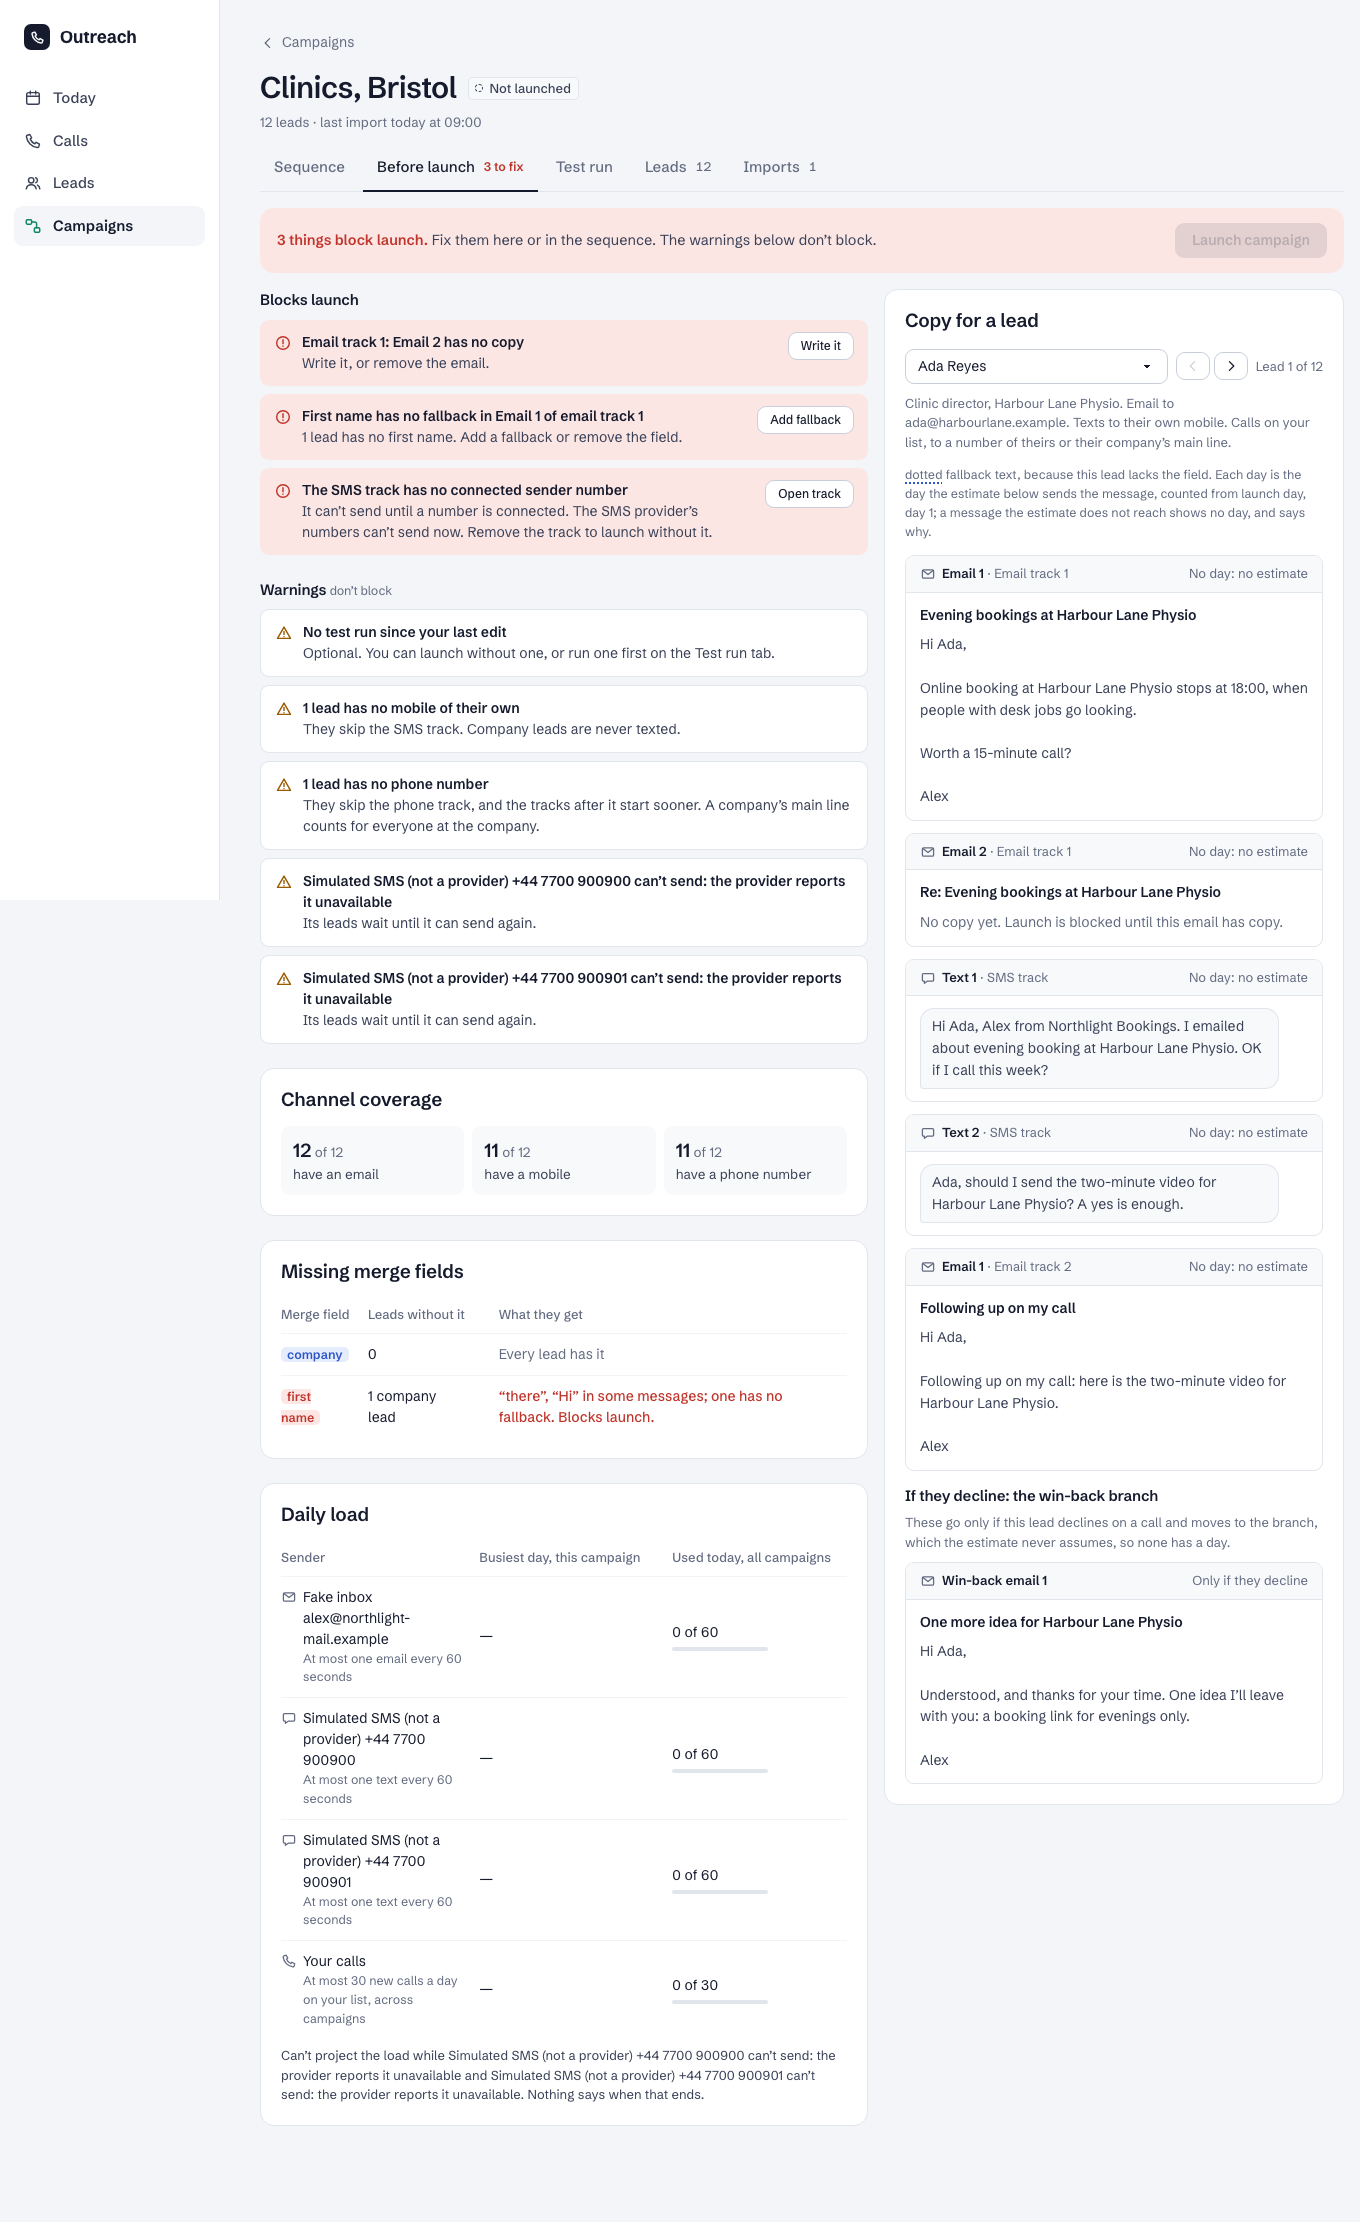 Outreach
Today
Calls
Leads
Campaigns
Campaigns
Clinics, Bristol
Not launched
12 leads · last import today at 09:00
Sequence
Before launch 3 to fix
Test run
Leads 12
Imports 1
3 things block launch. Fix them here or in the sequence. The warnings below don’t block.
Launch campaign
Blocks launch
Email track 1: Email 2 has no copy
Write it, or remove the email.
Write it
First name has no fallback in Email 1 of email track 1
1 lead has no first name. Add a fallback or remove the field.
Add fallback
The SMS track has no connected sender number
It can’t send until a number is connected. The SMS provider’s
numbers can’t send now. Remove the track to launch without it.
Open track
Warnings don’t block
No test run since your last edit
Optional. You can launch without one, or run one first on the Test run tab.
1 lead has no mobile of their own
They skip the SMS track. Company leads are never texted.
1 lead has no phone number
They skip the phone track, and the tracks after it start sooner. A company’s main line
counts for everyone at the company.
Simulated SMS (not a provider) +44 7700 900900 can’t send: the provider reports
it unavailable
Its leads wait until it can send again.
Simulated SMS (not a provider) +44 7700 900901 can’t send: the provider reports
it unavailable
Its leads wait until it can send again.
Channel coverage
12 of 12
have an email
11 of 12
have a mobile
11 of 12
have a phone number
Missing merge fields
Merge field
Leads without it
What they get
company
0
Every lead has it
first
name
1 company
lead
“there”, “Hi” in some messages; one has no
fallback. Blocks launch.
Daily load
Sender
Busiest day, this campaign
Used today, all campaigns
Fake inbox
alex@northlight-
mail.example
At most one email every 60
seconds
—
0 of 60
Simulated SMS (not a
provider) +44 7700
900900
At most one text every 60
seconds
—
0 of 60
Simulated SMS (not a
provider) +44 7700
900901
At most one text every 60
seconds
—
0 of 60
Your calls
At most 30 new calls a day
on your list, across
campaigns
—
0 of 30
Can’t project the load while Simulated SMS (not a provider) +44 7700 900900 can’t send: the
provider reports it unavailable and Simulated SMS (not a provider) +44 7700 900901 can’t
send: the provider reports it unavailable. Nothing says when that ends.
Copy for a lead
Ada Reyes
Lead 1 of 12
Clinic director, Harbour Lane Physio. Email to
ada@harbourlane.example. Texts to their own mobile. Calls on your
list, to a number of theirs or their company’s main line.
dotted fallback text, because this lead lacks the field. Each day is the
day the estimate below sends the message, counted from launch day,
day 1; a message the estimate does not reach shows no day, and says
why.
Email 1 · Email track 1
No day: no estimate
Evening bookings at Harbour Lane Physio
Hi Ada,
Online booking at Harbour Lane Physio stops at 18:00, when
people with desk jobs go looking.
Worth a 15-minute call?
Alex
Email 2 · Email track 1
No day: no estimate
Re: Evening bookings at Harbour Lane Physio
No copy yet. Launch is blocked until this email has copy.
Text 1 · SMS track
No day: no estimate
Hi Ada, Alex from Northlight Bookings. I emailed
about evening booking at Harbour Lane Physio. OK
if I call this week?
Text 2 · SMS track
No day: no estimate
Ada, should I send the two-minute video for
Harbour Lane Physio? A yes is enough.
Email 1 · Email track 2
No day: no estimate
Following up on my call
Hi Ada,
Following up on my call: here is the two-minute video for
Harbour Lane Physio.
Alex
If they decline: the win-back branch
These go only if this lead declines on a call and moves to the branch,
which the estimate never assumes, so none has a day.
Win-back email 1
Only if they decline
One more idea for Harbour Lane Physio
Hi Ada,
Understood, and thanks for your time. One idea I’ll leave
with you: a booking link for evenings only.
Alex